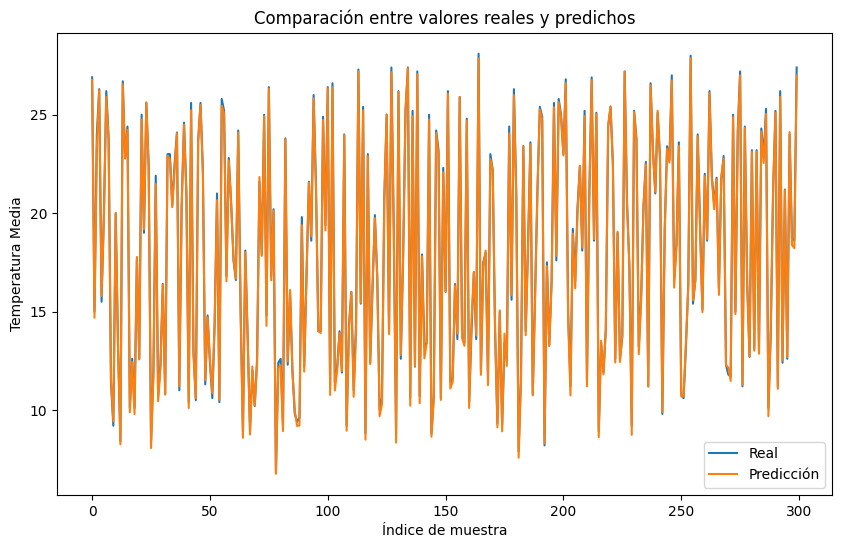 Comparación entre valores reales y predichos
Temperatura Media
25
20
15
10
0
50
100
150
200
250
300
Índice de muestra
Real
Predicción